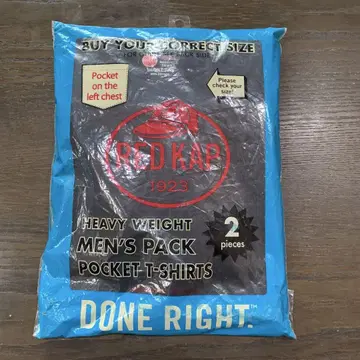 BUY YOUR CORRECT SIZE
Pocket
on the
left chest
Please
check your
size!
RED KAP
1923
HEAVY WEIGHT
MEN'S PACK
POCKET T-SHIRTS
2
pieces
DONE RIGHT.™